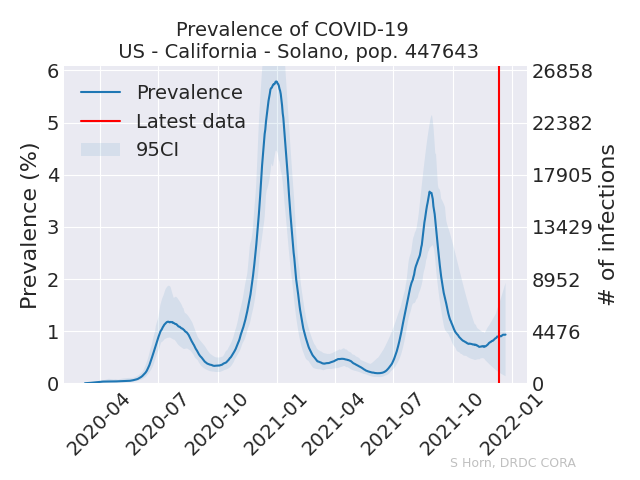 Prevalence of COVID-19
US - California - Solano, pop. 447643
Prevalence (%)
6
5
4
3
2
1
0
Prevalence
Latest data
95CI
26858
22382
17905
13429
8952
4476
0
# of infections
2020-04
2020-07
2020-10
2021-01
2021-04
2021-07
2021-10
2022-01
S Horn, DRDC CORA